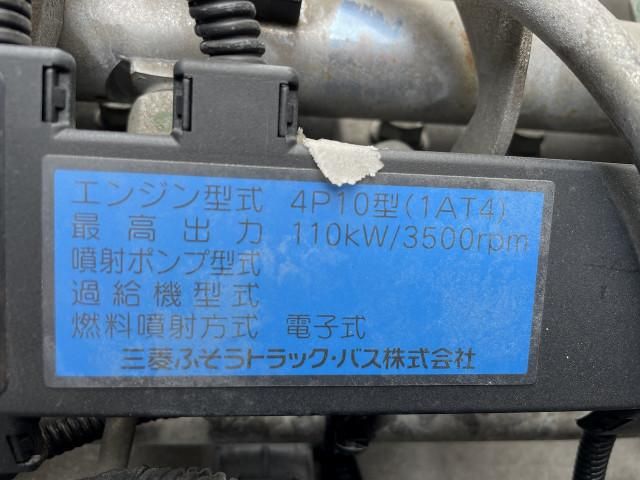 エンジン型式 4P10型(1AT4)
最高出力 110kW/3500rpm
噴射ポンプ型式
過給機型式
燃料噴射方式 電子式
三菱ふそうトラック・バス株式会社